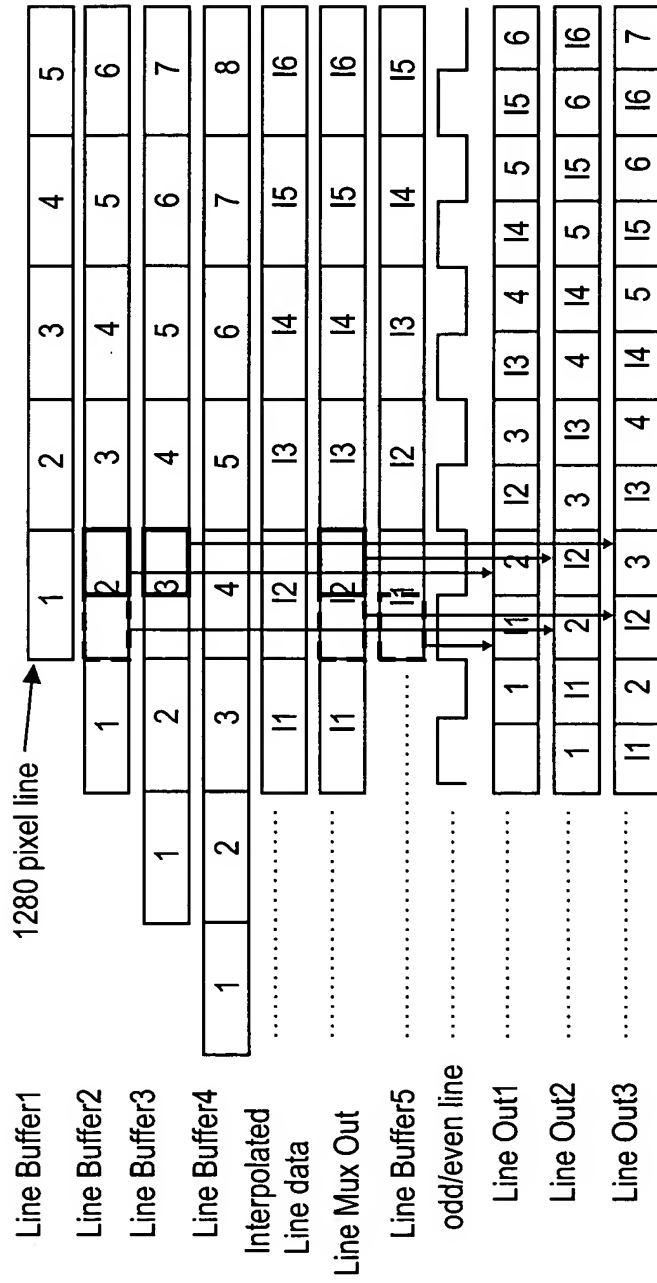 1280 pixel line
Line Buffer1 1 2 3 4 5
Line Buffer2 1 2 3 4 5 6
Line Buffer3 1 2 3 4 5 6 7
Line Buffer4 1 2 3 4 5 6 7 8
Interpolated
Line data I1 I2 I3 I4 I5 I6
Line Mux Out I1 I2 I3 I4 I5 I6
Line Buffer5 I1 I2 I3 I4 I5
odd/even line
Line Out1 1 I1 2 I2 3 I3 4 I4 5 I5 6
Line Out2 1 I1 2 I2 3 I3 4 I4 5 I5 6 I6
Line Out3 I1 2 I2 3 I3 4 I4 5 I5 6 I6 7